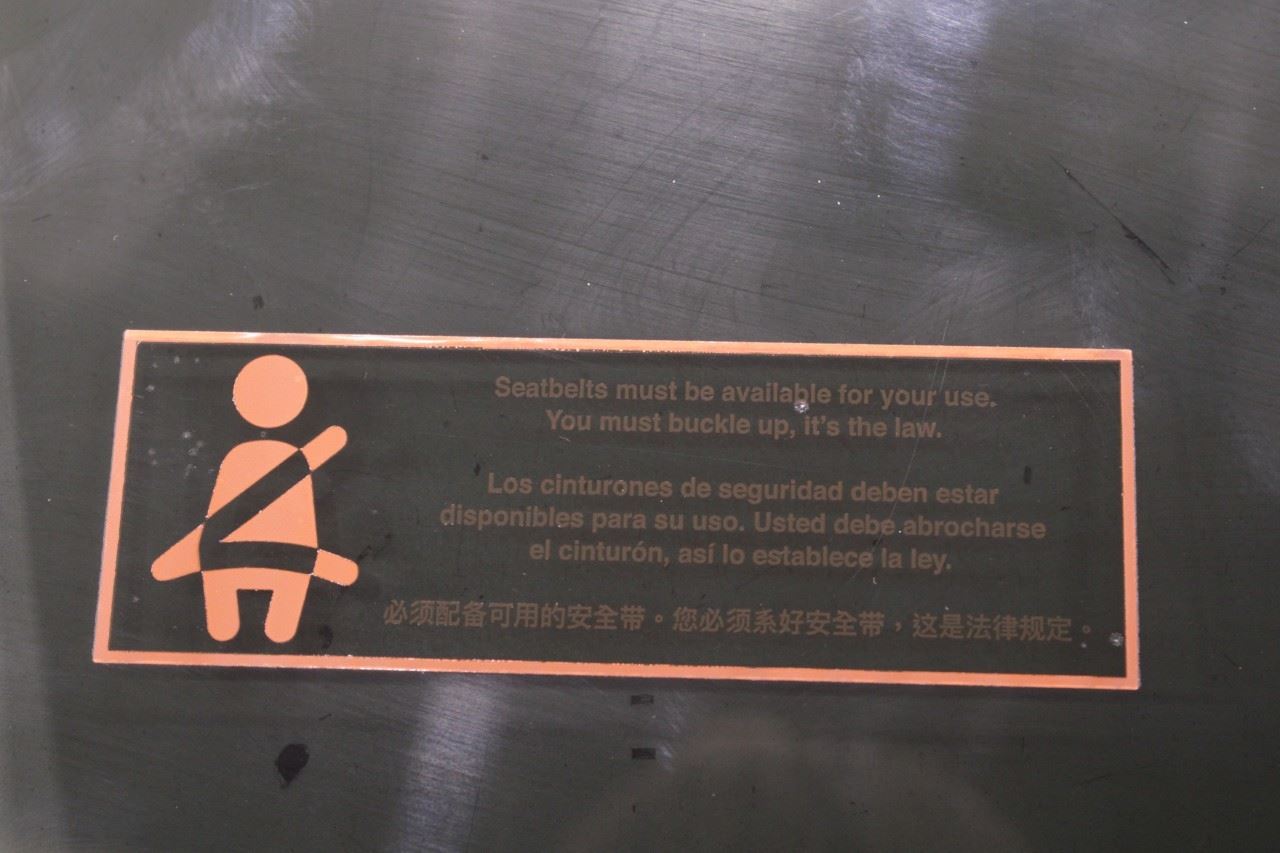 Seatbelts must be available for your use.
You must buckle up, it's the law.
Los cinturones de seguridad deben estar
disponibles para su uso. Usted debe abrocharse
el cinturón, así lo establece la ley.
必须配备可用的安全带。您必须系好安全带，这是法律规定。